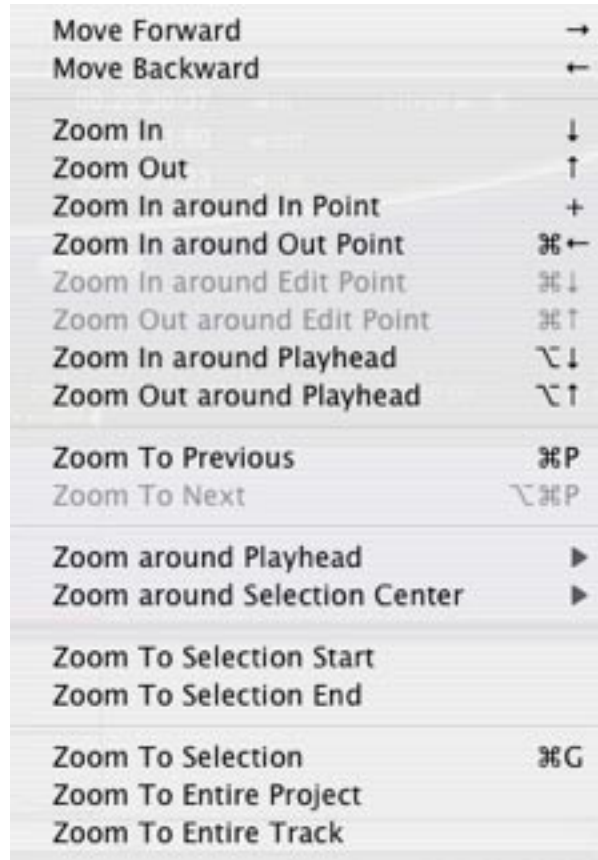 Move Forward →
Move Backward ←
Zoom In ↓
Zoom Out ↑
Zoom In around In Point +
Zoom In around Out Point ⌘←
Zoom In around Edit Point ⌘↓
Zoom Out around Edit Point ⌘↑
Zoom In around Playhead ⌥↓
Zoom Out around Playhead ⌥↑
Zoom To Previous ⌘P
Zoom To Next ⌥⌘P
Zoom around Playhead ▶
Zoom around Selection Center ▶
Zoom To Selection Start
Zoom To Selection End
Zoom To Selection ⌘G
Zoom To Entire Project
Zoom To Entire Track